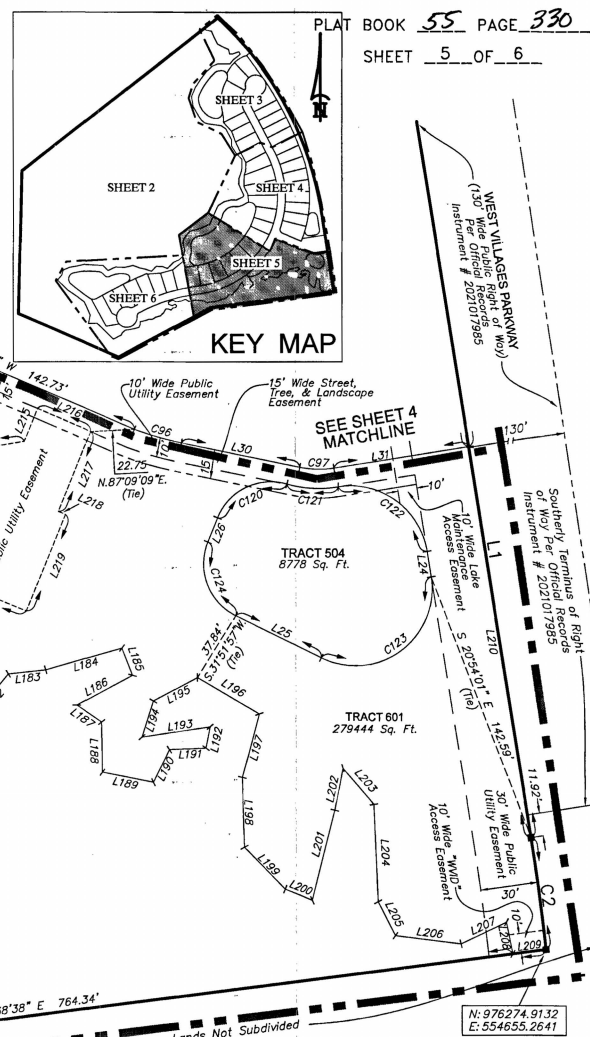 PLAT BOOK 55 PAGE 330
SHEET 5 OF 6
N
SHEET 3
SHEET 2
SHEET 4
SHEET 5
SHEET 6
KEY MAP
WEST VILLAGES PARKWAY
(130' Wide Public Right of Way)
Per Official Records
Instrument # 2021017985
W
142.73'
10' Wide Public
Utility Easement
15' Wide Street,
Tree, & Landscape
Easement
SEE SHEET 4
MATCHLINE
15'
L215
L216
C96
10'
L30
15'
C97
L31
130'
22.75
N.87°09'09"E.
(Tie)
L217
L218
L219
Utility Easement
C120
C121
C122
10'
L26
TRACT 504
8778 Sq. Ft.
L24
C124
L25
C123
10' Wide Lake
Maintenance
Access Easement
L1
L210
Southerly Terminus of Right
of Way Per Official Records
Instrument # 2021017985
37.84'
S.31°51'57"W.
(Tie)
S 20°54'01" E 142.59'
(Tie)
L183
L184
L185
L186
L187
L188
L189
L190
L191
L192
L193
L194
L195
L196
L197
L198
L199
L200
L201
L202
L203
L204
L205
L206
L207
L208
L209
TRACT 601
279444 Sq. Ft.
11.92'
30' Wide Public
Utility Easement
10' Wide "WVID"
Access Easement
30'
10'
C2
8'38" E 764.34'
Lands Not Subdivided
N: 976274.9132
E: 554655.2641